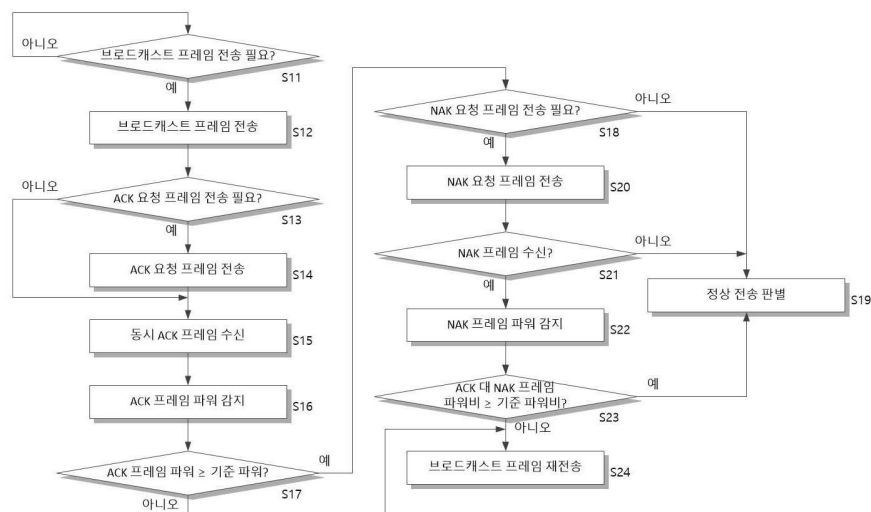 아니오
브로드캐스트 프레임 전송 필요?
S11
예
브로드캐스트 프레임 전송
S12
아니오
ACK 요청 프레임 전송 필요?
S13
예
ACK 요청 프레임 전송
S14
동시 ACK 프레임 수신
S15
ACK 프레임 파워 감지
S16
ACK 프레임 파워 ≥ 기준 파워?
예
S17
아니오
NAK 요청 프레임 전송 필요?
아니오
S18
예
NAK 요청 프레임 전송
S20
NAK 프레임 수신?
아니오
S21
예
정상 전송 판별
S19
NAK 프레임 파워 감지
S22
ACK 대 NAK 프레임
파워비 ≥ 기준 파워비?
예
S23
아니오
브로드캐스트 프레임 재전송
S24